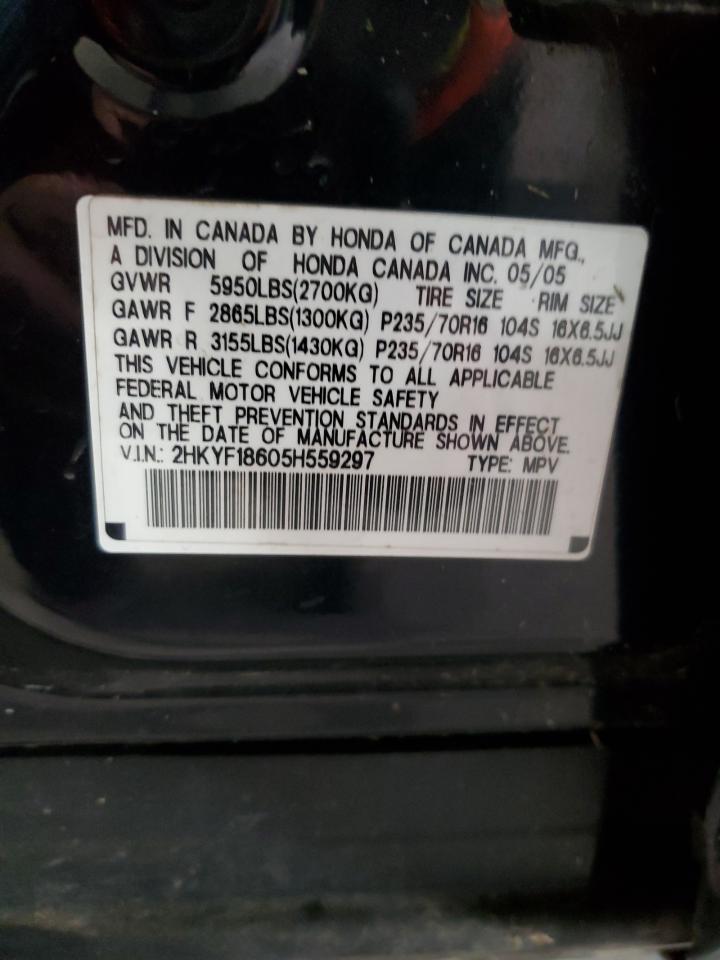 MFD. IN CANADA BY HONDA OF CANADA MFG.,
A DIVISION OF HONDA CANADA INC. 05/05
GVWR 5950LBS(2700KG) TIRE SIZE RIM SIZE
GAWR F 2865LBS(1300KG) P235/70R16 104S 16X6.5JJ
GAWR R 3155LBS(1430KG) P235/70R16 104S 16X6.5JJ
THIS VEHICLE CONFORMS TO ALL APPLICABLE
FEDERAL MOTOR VEHICLE SAFETY
AND THEFT PREVENTION STANDARDS IN EFFECT
ON THE DATE OF MANUFACTURE SHOWN ABOVE.
V.I.N.: 2HKYF18605H559297 TYPE: MPV